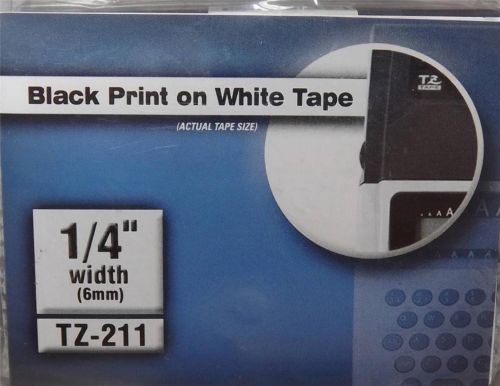 Black Print on White Tape
(ACTUAL TAPE SIZE)
TZ
TAPE
1/4"
width
(6mm)
TZ-211